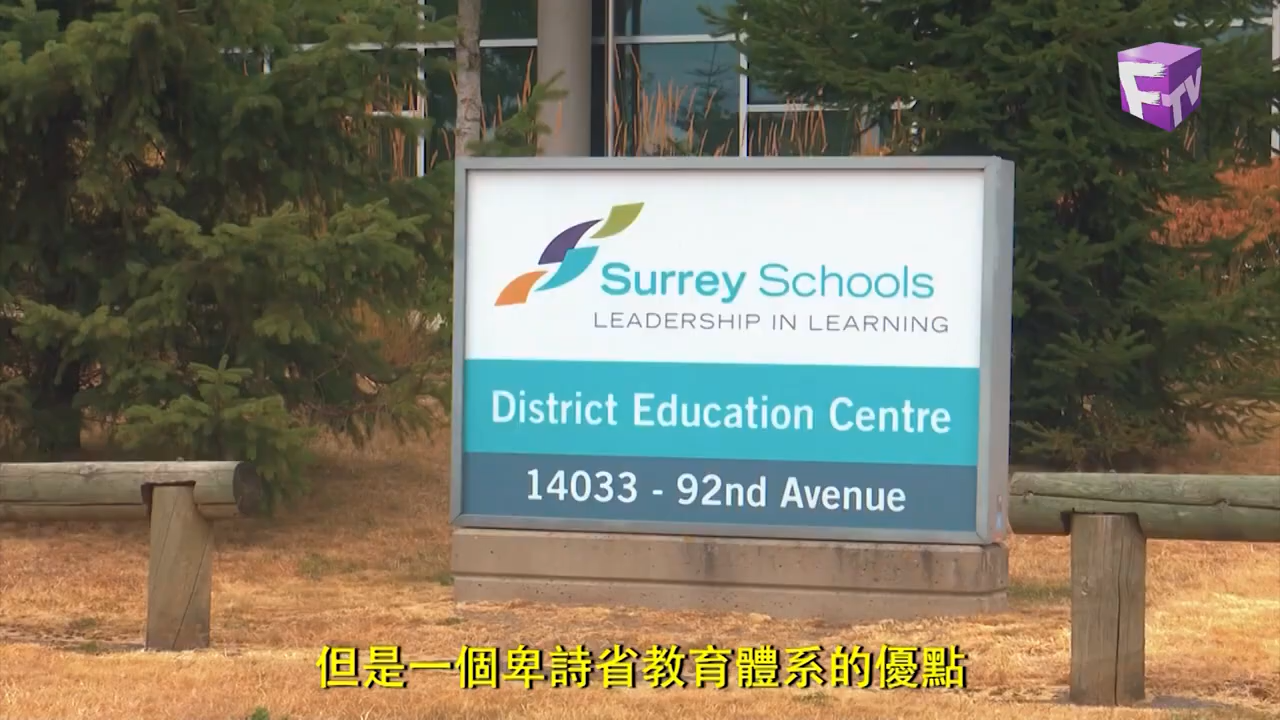 FTV
Surrey Schools
LEADERSHIP IN LEARNING
District Education Centre
14033 - 92nd Avenue
但是一個卑詩省教育體系的優點